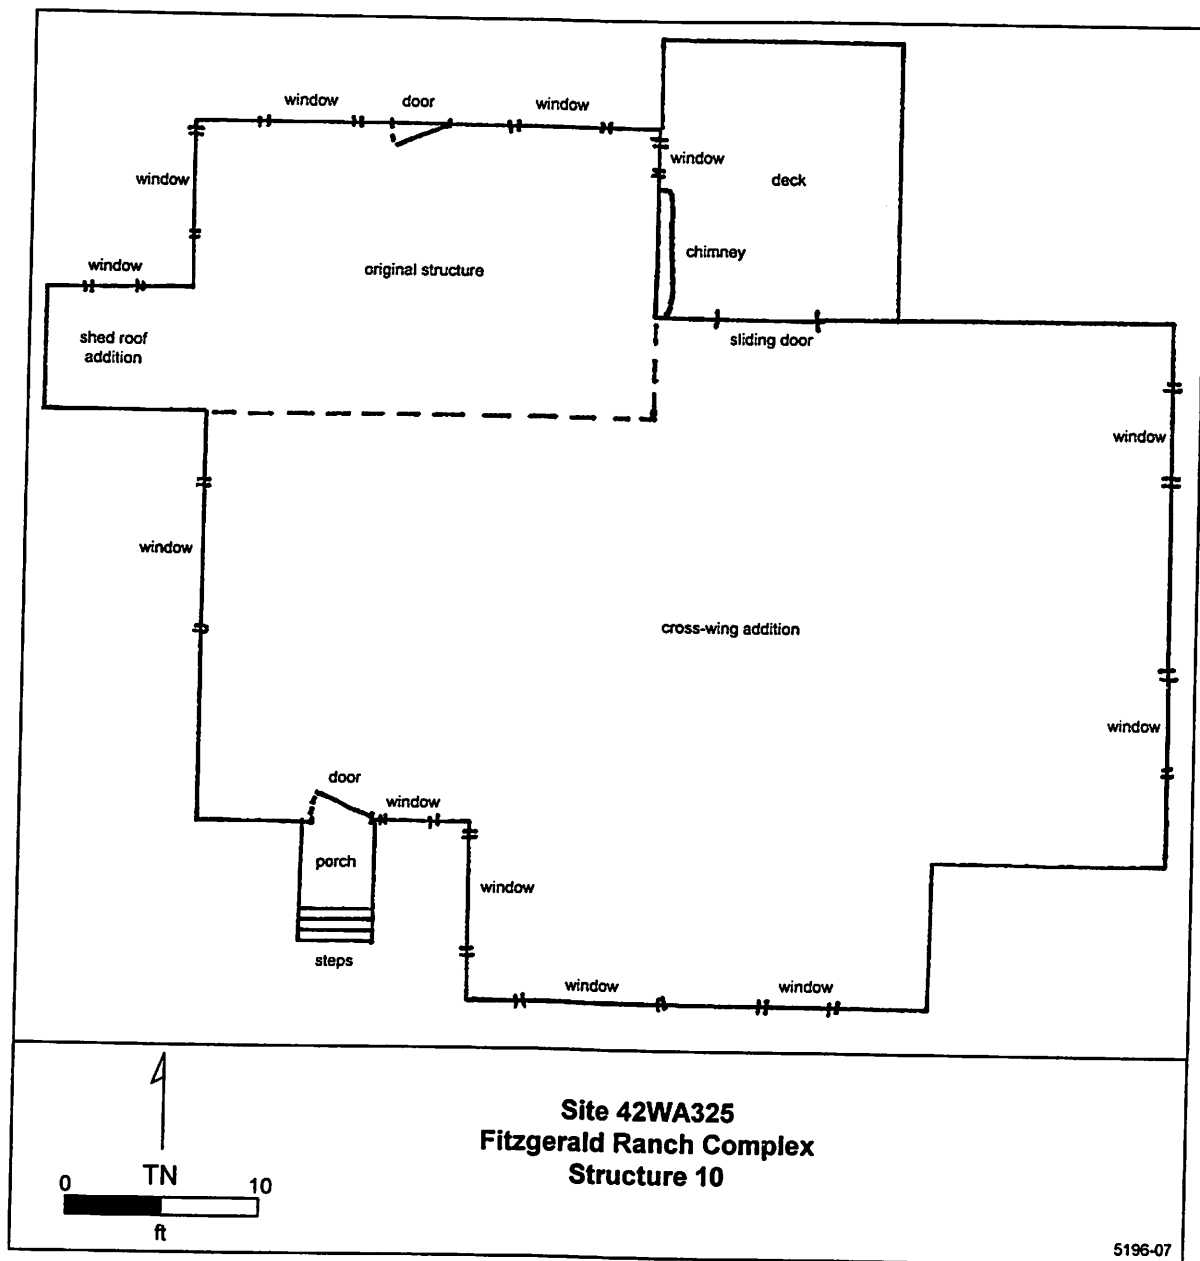 window
door
window
window
window
deck
window
original structure
chimney
shed roof
addition
sliding door
window
window
cross-wing addition
window
door
window
porch
window
steps
window
window
Site 42WA325
Fitzgerald Ranch Complex
Structure 10
TN
0
10
ft
5196-07